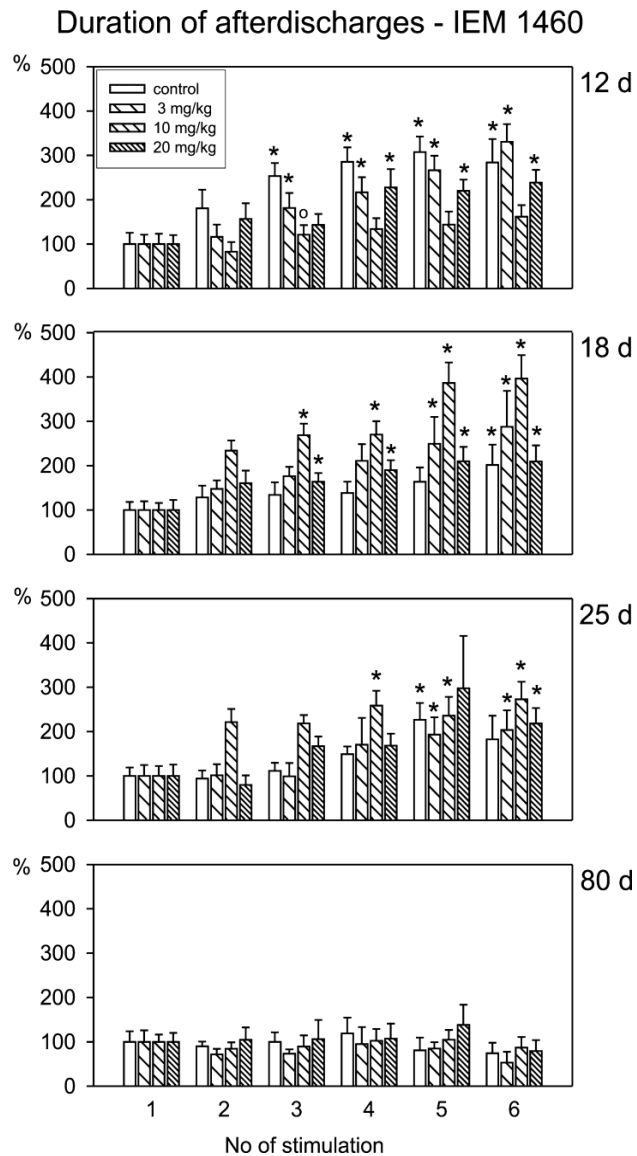 Duration of afterdischarges - IEM 1460
% 500 12 d
control
3 mg/kg
10 mg/kg
20 mg/kg
400
300
200
100
0
* * o * * * * * * * * *
% 500 18 d
400
300
200
100
0
* * * * * * * * * * *
% 500 25 d
400
300
200
100
0
* * * * * * *
% 500 80 d
400
300
200
100
0
1 2 3 4 5 6
No of stimulation